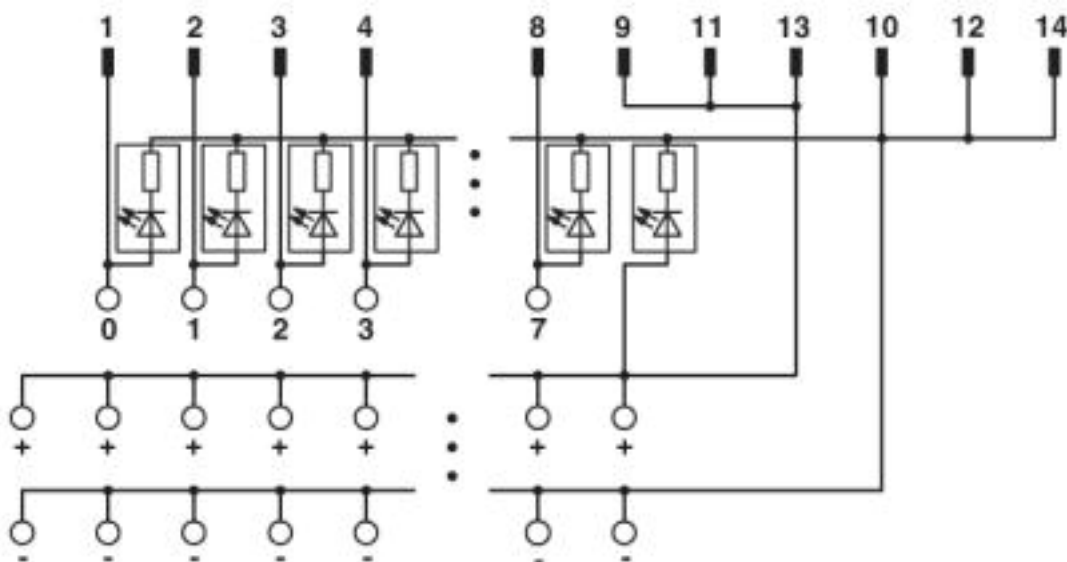 1 2 3 4 8 9 11 13 10 12 14
0 1 2 3 7
+ + + + + + +
- - - - - - -